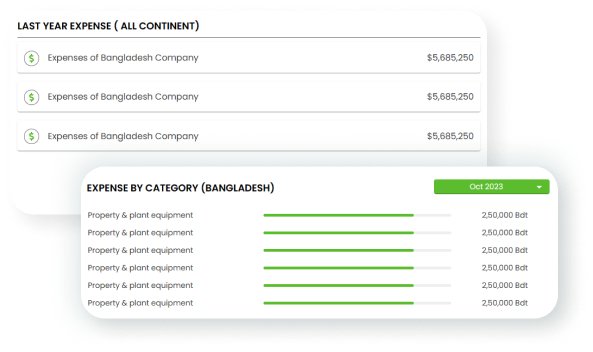 LAST YEAR EXPENSE ( ALL CONTINENT)
$ Expenses of Bangladesh Company $5,685,250
$ Expenses of Bangladesh Company $5,685,250
$ Expenses of Bangladesh Company $5,685,250
EXPENSE BY CATEGORY (BANGLADESH) Oct 2023
Property & plant equipment 2,50,000 Bdt
Property & plant equipment 2,50,000 Bdt
Property & plant equipment 2,50,000 Bdt
Property & plant equipment 2,50,000 Bdt
Property & plant equipment 2,50,000 Bdt
Property & plant equipment 2,50,000 Bdt